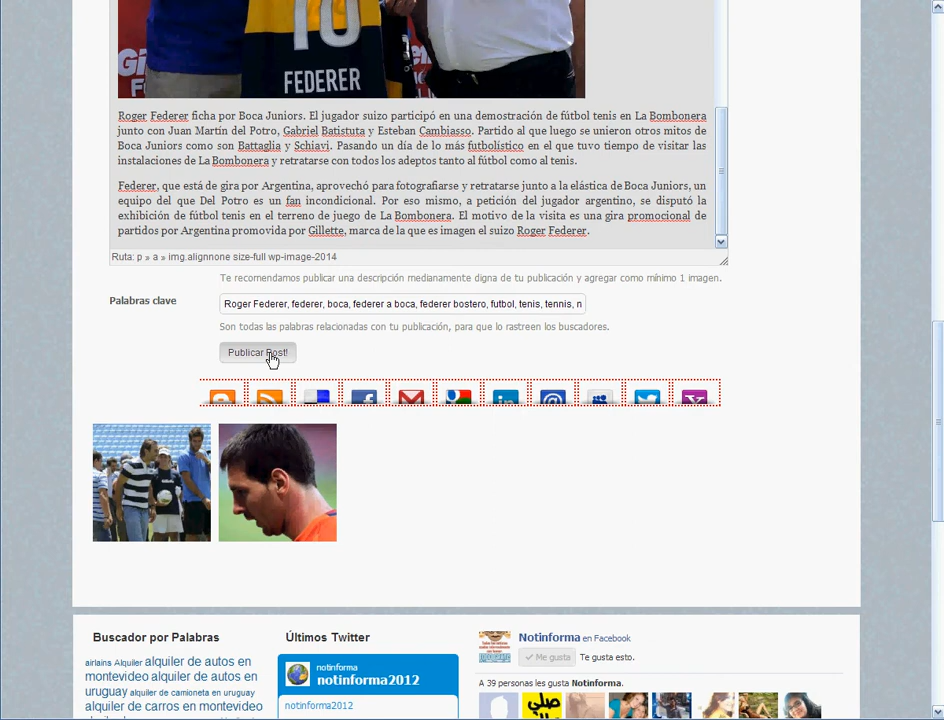 10
FEDERER
Roger Federer ficha por Boca Juniors. El jugador suizo participó en una demostración de fútbol tenis en La Bombonera
junto con Juan Martín del Potro, Gabriel Batistuta y Esteban Cambiasso. Partido al que luego se unieron otros mitos de
Boca Juniors como son Battaglia y Schiavi. Pasando un día de lo más futbolístico en el que tuvo tiempo de visitar las
instalaciones de La Bombonera y retratarse con todos los adeptos tanto al fútbol como al tenis.
Federer, que está de gira por Argentina, aprovechó para fotografiarse y retratarse junto a la elástica de Boca Juniors, un
equipo del que Del Potro es un fan incondicional. Por eso mismo, a petición del jugador argentino, se disputó la
exhibición de fútbol tenis en el terreno de juego de La Bombonera. El motivo de la visita es una gira promocional de
partidos por Argentina promovida por Gillette, marca de la que es imagen el suizo Roger Federer.
Ruta: p » a » img.alignnone size-full wp-image-2014
Te recomendamos publicar una descripción medianamente digna de tu publicación y agregar como mínimo 1 imagen.
Palabras clave
Roger Federer, federer, boca, federer a boca, federer bostero, futbol, tenis, tennis, n
Son todas las palabras relacionadas con tu publicación, para que lo rastreen los buscadores.
Publicar Post!
Buscador por Palabras
Últimos Twitter
Notinforma en Facebook
Me gusta
Te gusta esto.
airlains Alquiler alquiler de autos en
montevideo alquiler de autos en
uruguay alquiler de camioneta en uruguay
alquiler de carros en montevideo
notinforma
notinforma2012
notinforma2012
A 39 personas les gusta Notinforma.